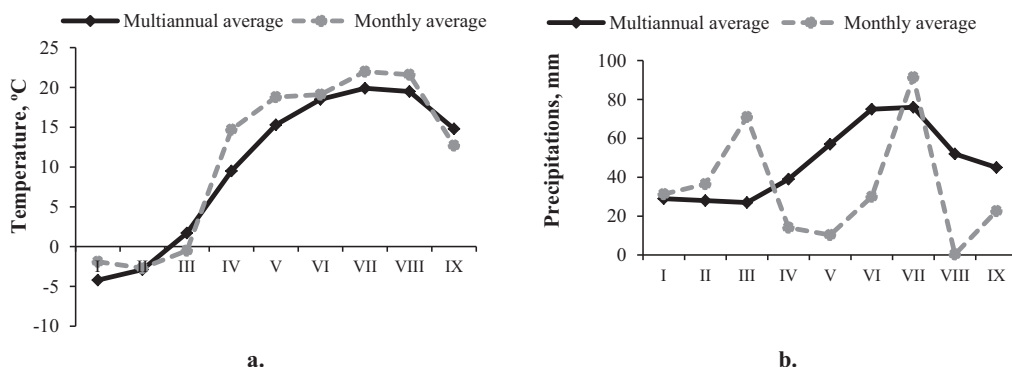 Multiannual average Monthly average
25
20
15
10
5
0
-5
-10
Temperature, ºC
I II III IV V VI VII VIII IX
a.
Multiannual average Monthly average
100
80
60
40
20
0
Precipitations, mm
I II III IV V VI VII VIII IX
b.